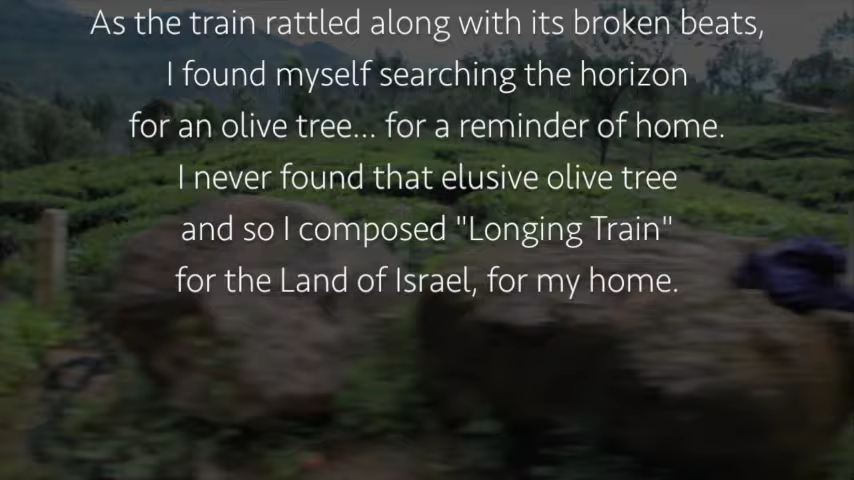 As the train rattled along with its broken beats,
I found myself searching the horizon
for an olive tree... for a reminder of home.
I never found that elusive olive tree
and so I composed "Longing Train"
for the Land of Israel, for my home.